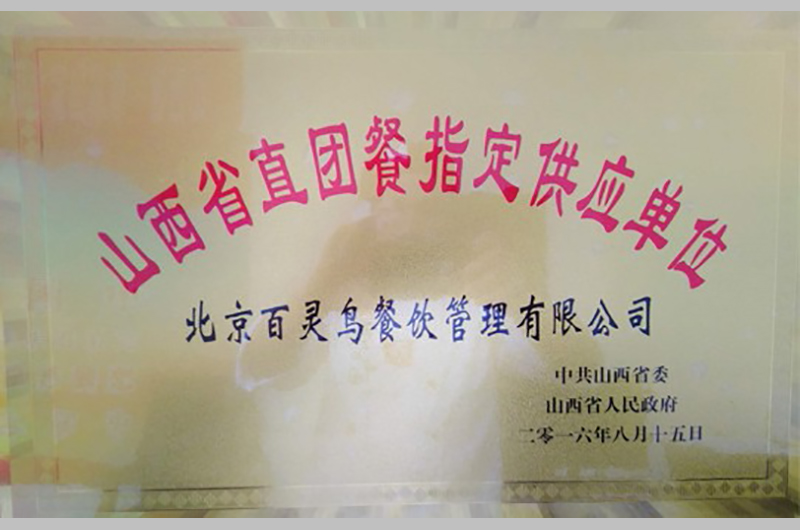 山西省直团餐指定供应单位
北京百灵鸟餐饮管理有限公司
中共山西省委
山西省人民政府
二零一六年八月十五日